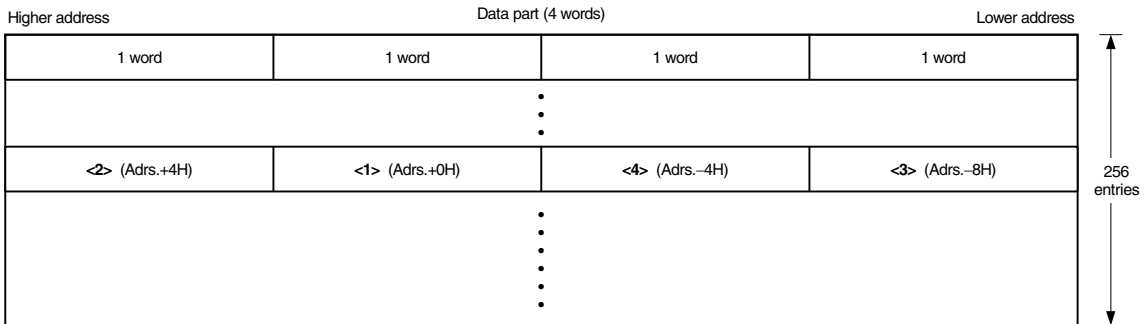 Higher address Data part (4 words) Lower address
1 word 1 word 1 word 1 word
<2> (Adrs.+4H) <1> (Adrs.+0H) <4> (Adrs.−4H) <3> (Adrs.−8H)
256
entries